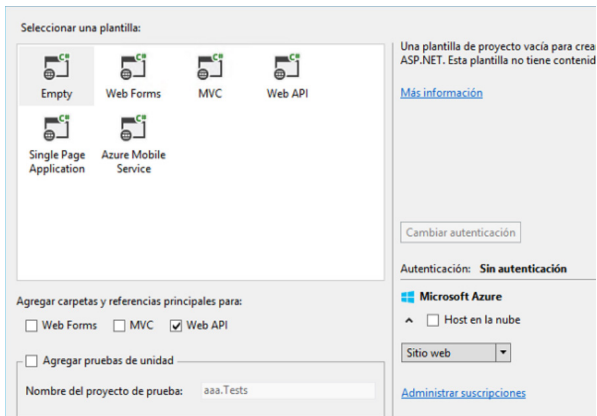 Seleccionar una plantilla:
Empty
Web Forms
MVC
Web API
Single Page
Application
Azure Mobile
Service
Una plantilla de proyecto vacía para crea
ASP.NET. Esta plantilla no tiene contenid
Más información
Cambiar autenticación
Autenticación: Sin autenticación
Microsoft Azure
Host en la nube
Sitio web
Administrar suscripciones
Agregar carpetas y referencias principales para:
Web Forms MVC Web API
Agregar pruebas de unidad
Nombre del proyecto de prueba: aaa.Tests